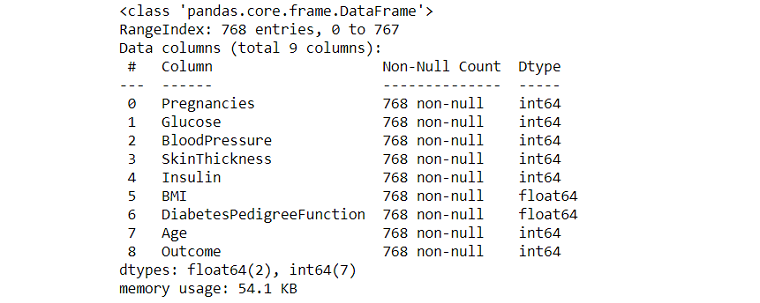 <class 'pandas.core.frame.DataFrame'>
RangeIndex: 768 entries, 0 to 767
Data columns (total 9 columns):
 #   Column                    Non-Null Count  Dtype
---  ------                    --------------  -----
 0   Pregnancies               768 non-null    int64
 1   Glucose                   768 non-null    int64
 2   BloodPressure             768 non-null    int64
 3   SkinThickness             768 non-null    int64
 4   Insulin                   768 non-null    int64
 5   BMI                       768 non-null    float64
 6   DiabetesPedigreeFunction  768 non-null    float64
 7   Age                       768 non-null    int64
 8   Outcome                   768 non-null    int64
dtypes: float64(2), int64(7)
memory usage: 54.1 KB